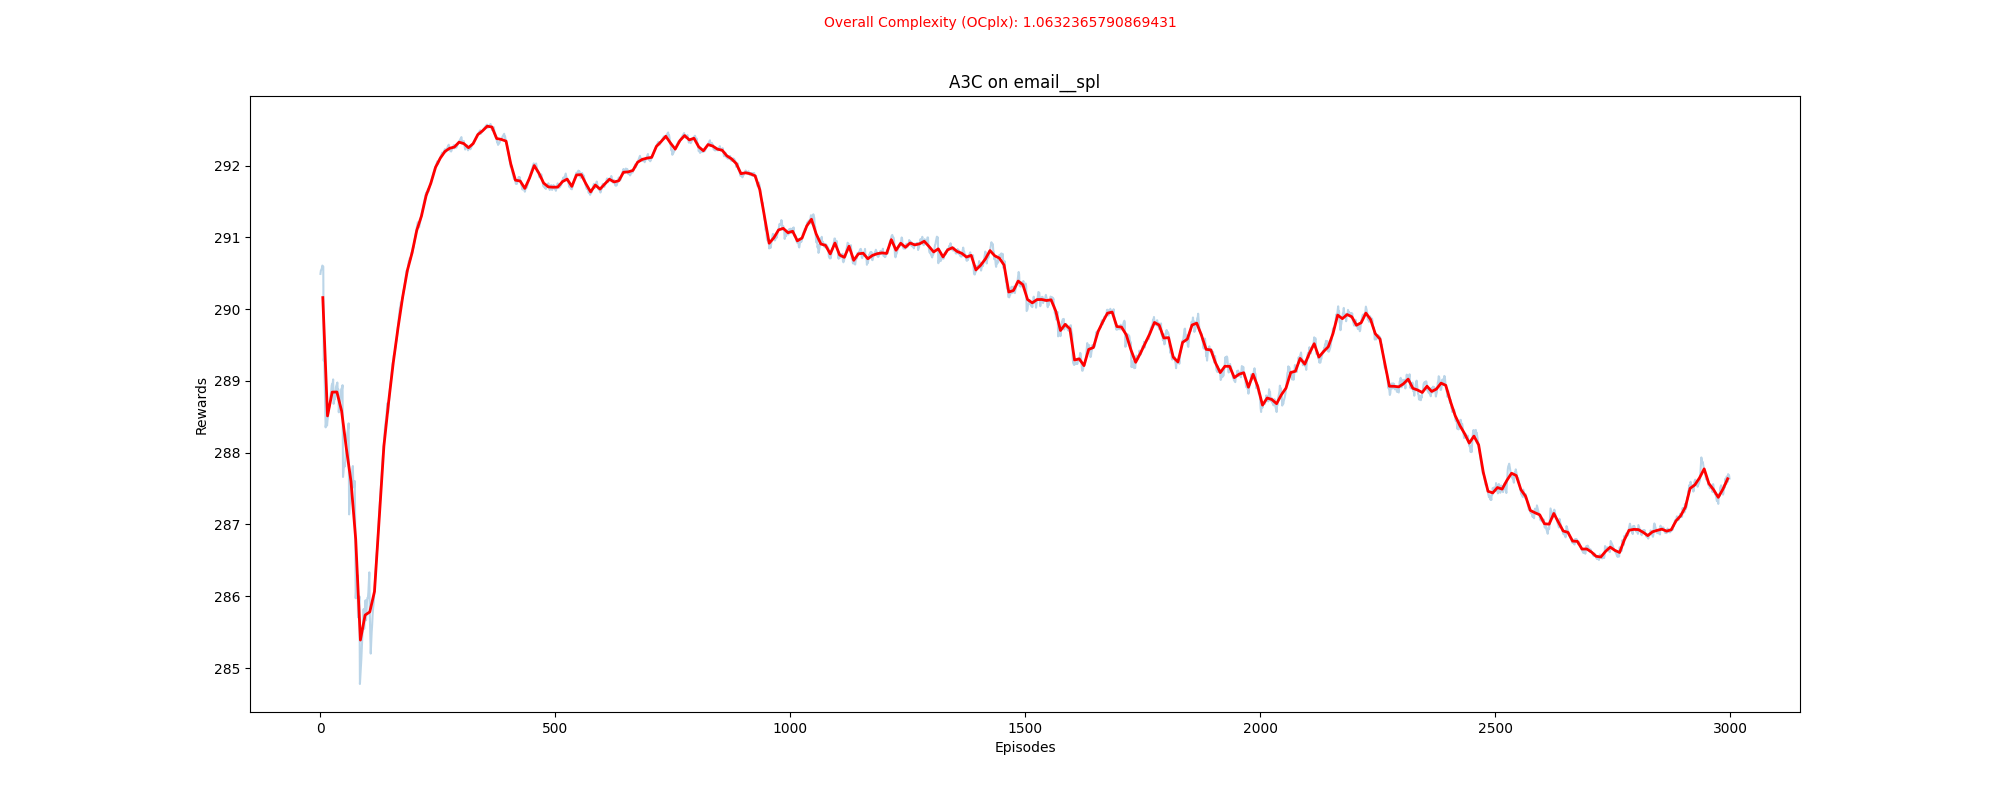 Overall Complexity (OCplx): 1.0632365790869431
A3C on email__spl
Rewards
292
291
290
289
288
287
286
285
0 500 1000 1500 2000 2500 3000
Episodes